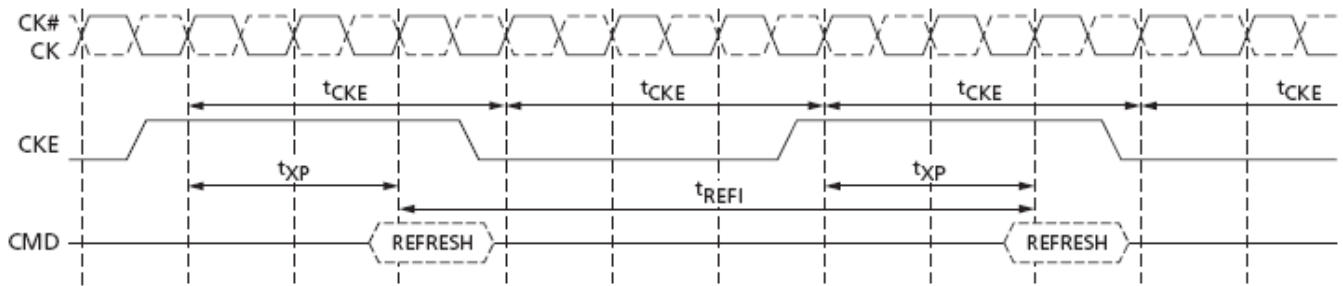 CK#
CK
tCKE tCKE tCKE tCKE
CKE
tXP tXP
tREFI
CMD REFRESH REFRESH